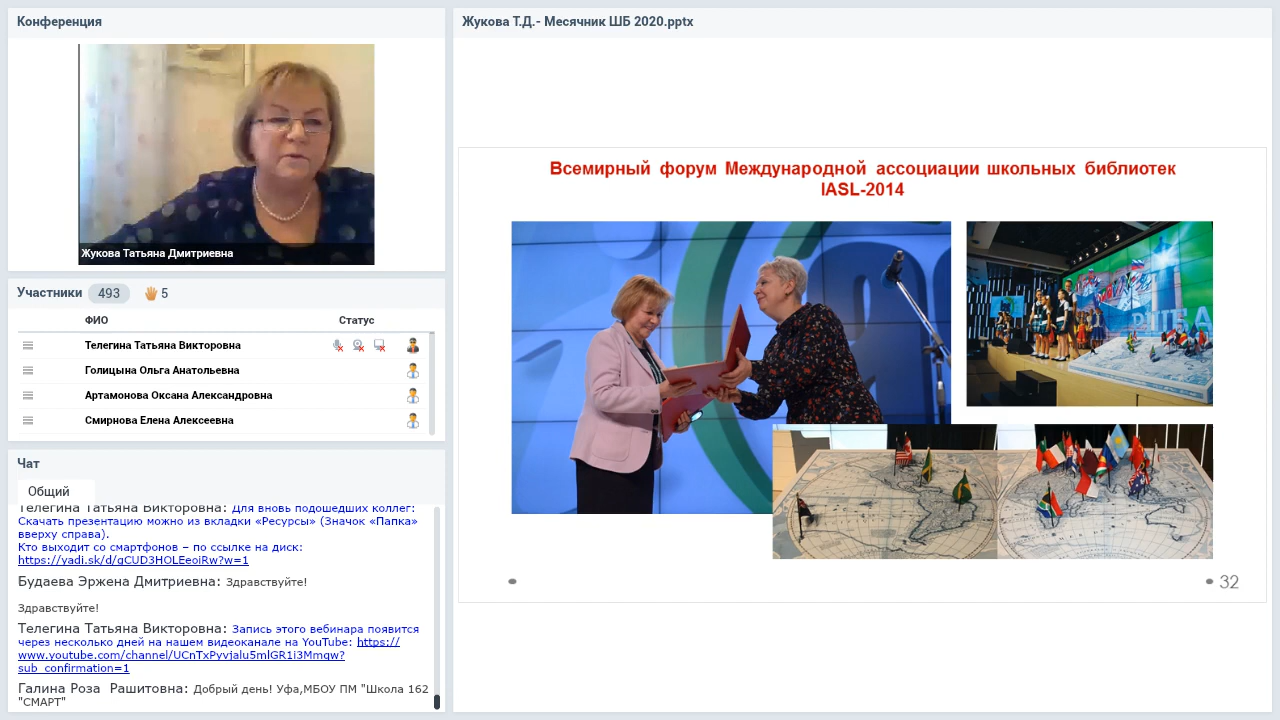 Конференция
Жукова Татьяна Дмитриевна
Участники 493 5
ФИО Статус
Телегина Татьяна Викторовна
Голицына Ольга Анатольевна
Артамонова Оксана Александровна
Смирнова Елена Алексеевна
Чат
Общий
Телегина Татьяна Викторовна: Для вновь подошедших коллег:
Скачать презентацию можно из вкладки «Ресурсы» (Значок «Папка»
вверху справа).
Кто выходит со смартфонов – по ссылке на диск:
https://yadi.sk/d/gCUD3HOLEeoiRw?w=1
Будаева Эржена Дмитриевна: Здравствуйте!
Здравствуйте!
Телегина Татьяна Викторовна: Запись этого вебинара появится
через несколько дней на нашем видеоканале на YouTube: https://
www.youtube.com/channel/UCnTxPyvjalu5mlGR1i3Mmqw?
sub_confirmation=1
Галина Роза Рашитовна: Добрый день! Уфа,МБОУ ПМ "Школа 162
"СМАРТ"
Жукова Т.Д.- Месячник ШБ 2020.pptx
Всемирный форум Международной ассоциации школьных библиотек
IASL-2014
32